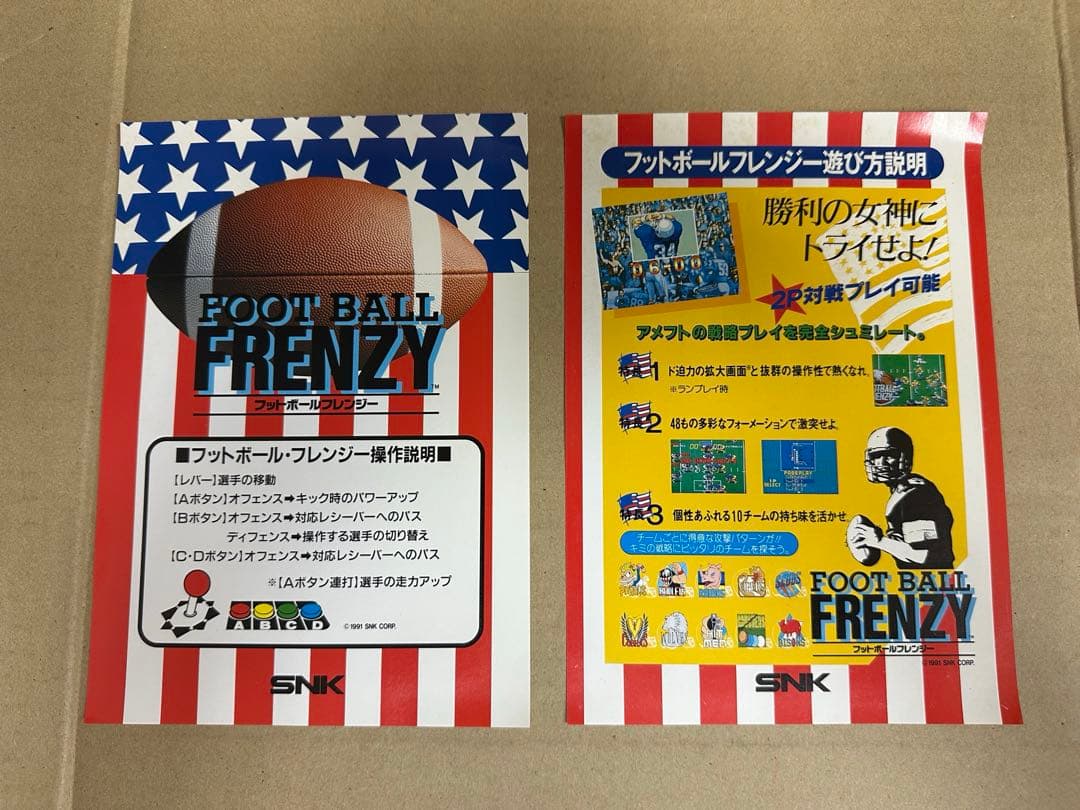 FOOT BALL
FRENZY™
フットボールフレンジー
■フットボール・フレンジー操作説明■
【レバー】選手の移動
【Aボタン】オフェンス➡キック時のパワーアップ
【Bボタン】オフェンス➡対応レシーバーへのパス
ディフェンス➡操作する選手の切り替え
【C・Dボタン】オフェンス➡対応レシーバーへのパス
※【Aボタン連打】選手の走力アップ
A B C D
©1991 SNK CORP.
SNK
フットボールフレンジー遊び方説明
勝利の女神に
トライせよ!
34
06:00
2P対戦プレイ可能
アメフトの戦略プレイを完全シュミレート。
特長1
ド迫力の拡大画面※と抜群の操作性で熱くなれ。
※ランプレイ時
特長2
48もの多彩なフォーメーションで激突せよ。
特長3
個性あふれる10チームの持ち味を活かせ。
チームごとに得意な攻撃パターンが!!
キミの戦略にピッタリのチームを探そう。
FOOT BALL
FRENZY
フットボールフレンジー
©1991 SNK CORP.
SNK